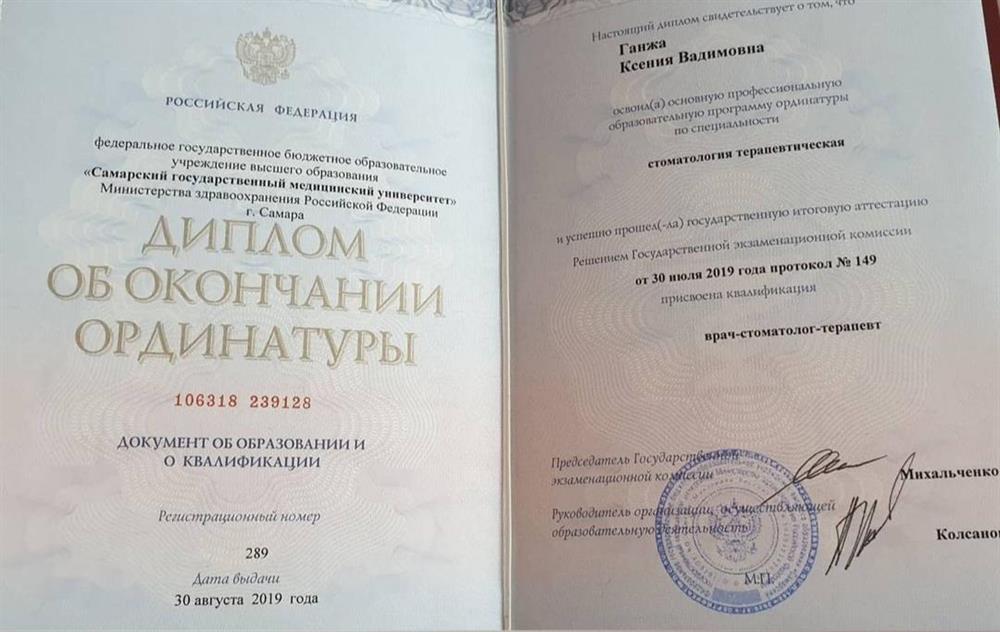 РОССИЙСКАЯ ФЕДЕРАЦИЯ
федеральное государственное бюджетное образовательное
учреждение высшего образования
«Самарский государственный медицинский университет»
Министерства здравоохранения Российской Федерации
г. Самара
ДИПЛОМ
ОБ ОКОНЧАНИИ
ОРДИНАТУРЫ
106318 239128
ДОКУМЕНТ ОБ ОБРАЗОВАНИИ И
О КВАЛИФИКАЦИИ
Регистрационный номер
289
Дата выдачи
30 августа 2019 года
Настоящий диплом свидетельствует о том, что
Ганжа
Ксения Вадимовна
освоил(а) основную профессиональную
образовательную программу ординатуры
по специальности
стоматология терапевтическая
и успешно прошел(-ла) государственную итоговую аттестацию
Решением Государственной экзаменационной комиссии
от 30 июля 2019 года протокол № 149
присвоена квалификация
врач-стоматолог-терапевт
Председатель Государственной
экзаменационной комиссии
Михальченко
Руководитель организации, осуществляющей
образовательную деятельность
Колсанов
М.П.